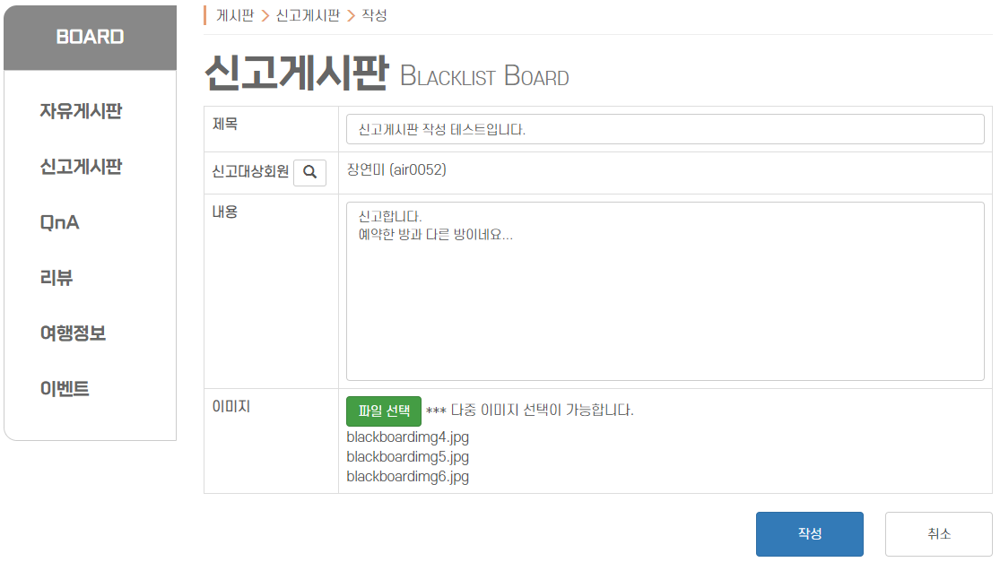 BOARD
자유게시판
신고게시판
QnA
리뷰
여행정보
이벤트
게시판 > 신고게시판 > 작성
신고게시판 BLACKLIST BOARD
제목
신고게시판 작성 테스트입니다.
신고대상회원
장연미 (air0052)
내용
신고합니다.
예약한 방과 다른 방이네요...
이미지
파일 선택 *** 다중 이미지 선택이 가능합니다.
blackboardimg4.jpg
blackboardimg5.jpg
blackboardimg6.jpg
작성
취소